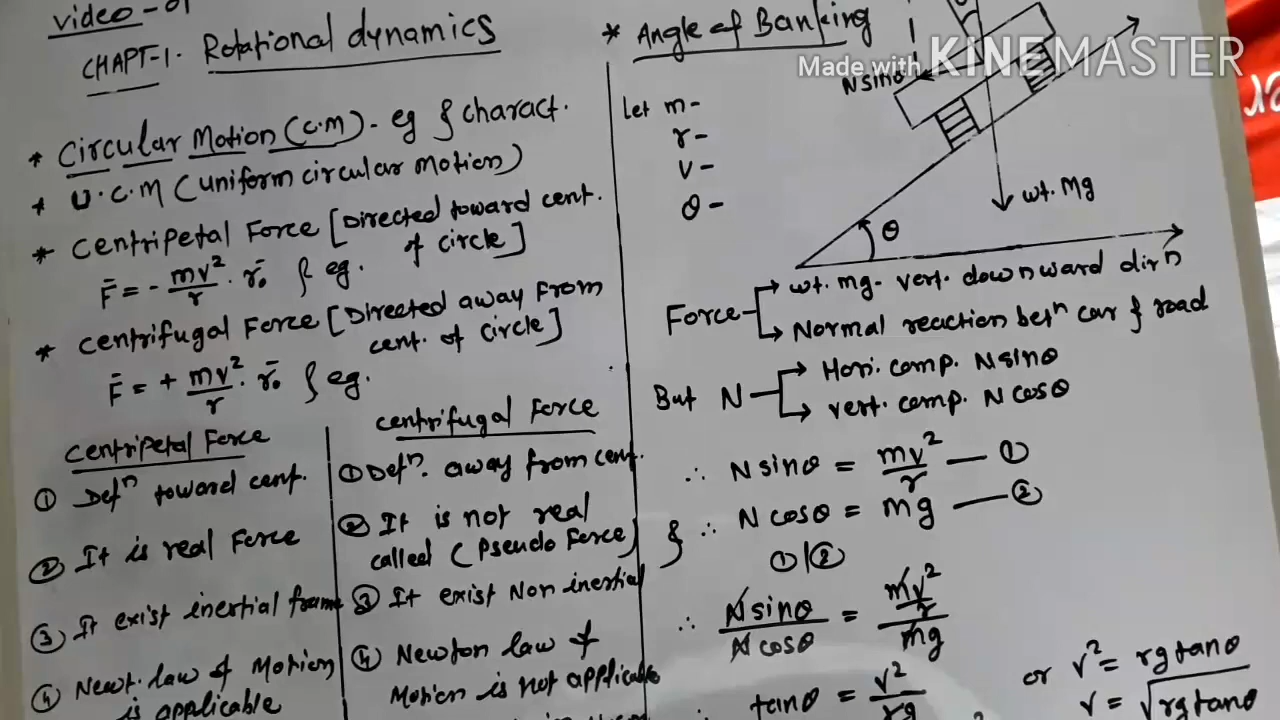 video-01
CHAPT-1. Rotational dynamics
* Circular Motion (C.M) - eg & charact.
* U.C.M (Uniform circular Motion)
* Centripetal Force [Directed toward cent. of circle]
F̄ = - mv²/r . r̄₀ & eg.
* Centrifugal Force [Directed away from cent. of circle]
F̄ = + mv²/r . r̄₀ & eg.
Centripetal Force
① Defⁿ toward cent.
② It is real Force
③ It exist inertial frame
④ Newt. law of Motion is applicable
Centrifugal Force
① Defⁿ. away from cent.
② It is not real called (Pseudo Force)
③ It exist Non inertial
④ Newton law of Motion is not applicable
* Angle of Banking
Made with KINEMASTER
N sinθ
Let m-
r-
v-
θ-
wt. Mg
θ
Force → wt. mg - vert. downward dirⁿ
→ Normal reaction betⁿ car & road
But N → Hori. comp. N sinθ
→ vert. comp. N cosθ
∴ N sinθ = mv²/r — ①
& ∴ N cosθ = mg — ②
①/②
∴ N sinθ / N cosθ = (mv²/r) / mg
∴ tanθ = v²/rg
or v² = rg tanθ
v = √rg tanθ